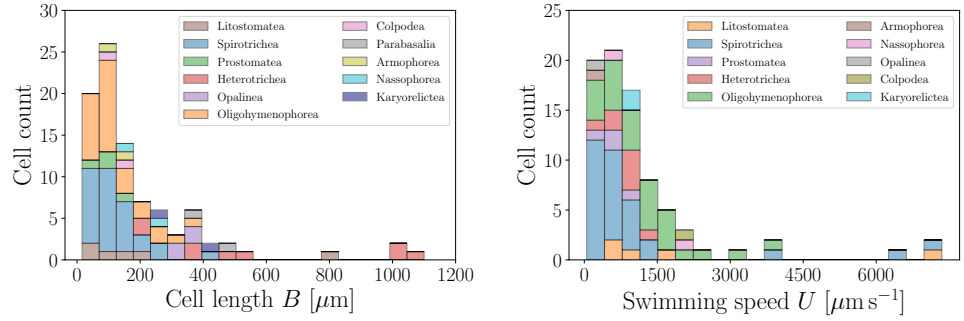 30
25
20
15
10
5
0
Cell count
Litostomatea
Spirotrichea
Prostomatea
Heterotrichea
Opalinea
Oligohymenophorea
Colpodea
Parabasalia
Armophorea
Nassophorea
Karyorelictea
0 200 400 600 800 1000 1200
Cell length B [μm]
25
20
15
10
5
0
Cell count
Litostomatea
Spirotrichea
Prostomatea
Heterotrichea
Oligohymenophorea
Armophorea
Nassophorea
Opalinea
Colpodea
Karyorelictea
0 1500 3000 4500 6000
Swimming speed U [μm s⁻¹]